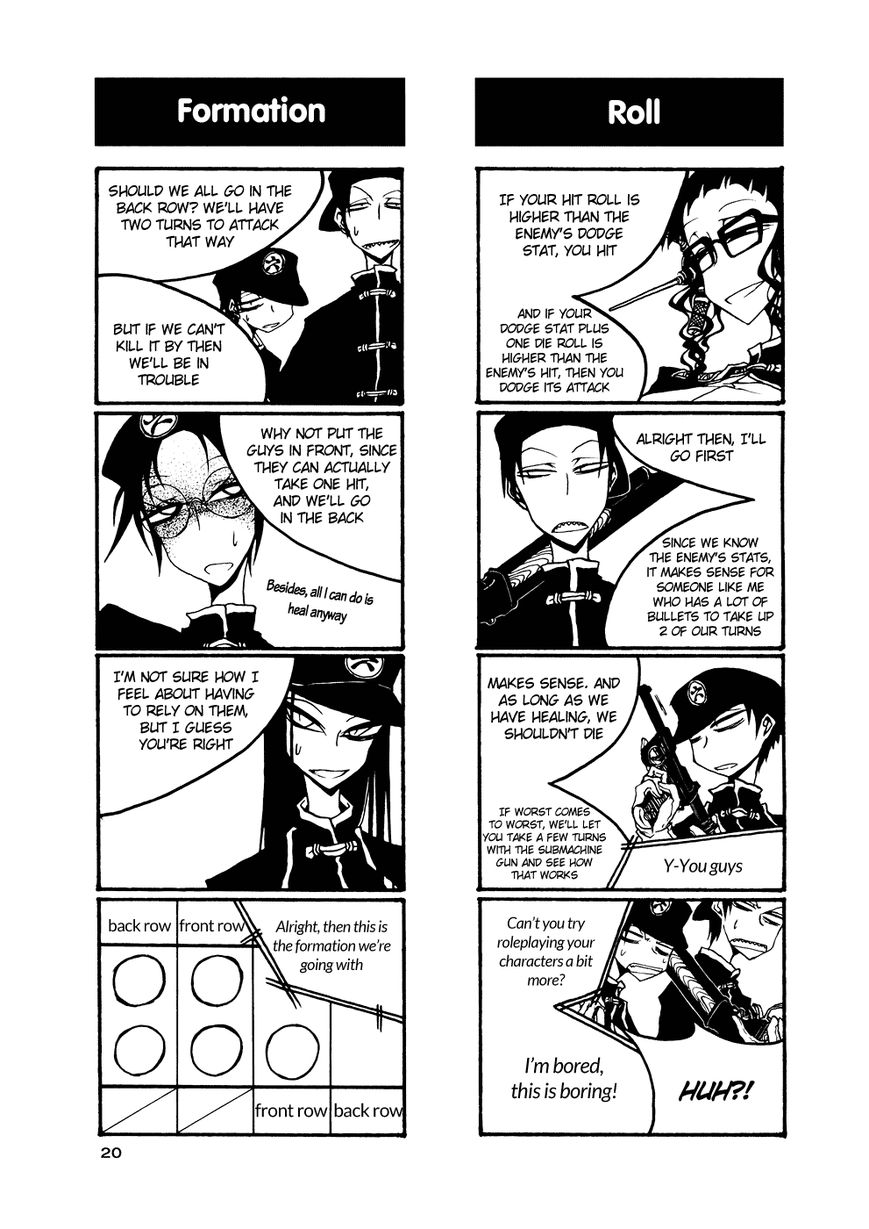 Formation
SHOULD WE ALL GO IN THE
BACK ROW? WE'LL HAVE
TWO TURNS TO ATTACK
THAT WAY
BUT IF WE CAN'T
KILL IT BY THEN
WE'LL BE IN
TROUBLE
WHY NOT PUT THE
GUYS IN FRONT, SINCE
THEY CAN ACTUALLY
TAKE ONE HIT,
AND WE'LL GO
IN THE BACK
Besides, all I can do is
heal anyway
I'M NOT SURE HOW I
FEEL ABOUT HAVING
TO RELY ON THEM,
BUT I GUESS
YOU'RE RIGHT
back row front row
Alright, then this is
the formation we're
going with
front row back row
Roll
IF YOUR HIT ROLL IS
HIGHER THAN THE
ENEMY'S DODGE
STAT, YOU HIT
AND IF YOUR
DODGE STAT PLUS
ONE DIE ROLL IS
HIGHER THAN THE
ENEMY'S HIT, THEN YOU
DODGE ITS ATTACK
ALRIGHT THEN, I'LL
GO FIRST
SINCE WE KNOW
THE ENEMY'S STATS,
IT MAKES SENSE FOR
SOMEONE LIKE ME
WHO HAS A LOT OF
BULLETS TO TAKE UP
2 OF OUR TURNS
MAKES SENSE. AND
AS LONG AS WE
HAVE HEALING, WE
SHOULDN'T DIE
IF WORST COMES
TO WORST, WE'LL LET
YOU TAKE A FEW TURNS
WITH THE SUBMACHINE
GUN AND SEE HOW
THAT WORKS
Y-You guys
Can't you try
roleplaying your
characters a bit
more?
I'm bored,
this is boring!
HUH?!
20